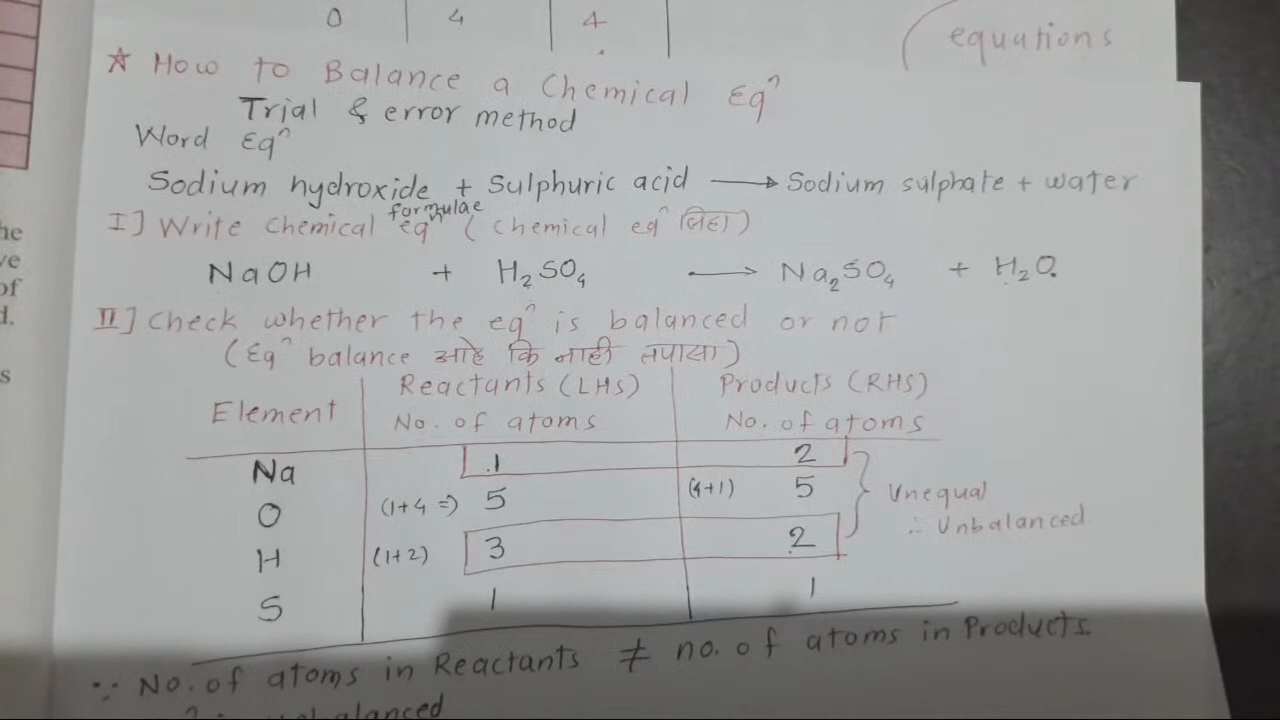 0 4 4
equations
☆ How to Balance a Chemical Eqⁿ
Trial & error method
Word Eqⁿ
Sodium hydroxide + Sulphuric acid ⟶ Sodium sulphate + water
formulae
I] Write chemical eqⁿ (chemical eqⁿ लिहा)
NaOH + H₂SO₄ ⟶ Na₂SO₄ + H₂O.
II] Check whether the eqⁿ is balanced or not
(Eqⁿ balance आहे कि नाही तपासा)
Element Reactants (LHS) Products (RHS)
No. of atoms No. of atoms
Na 1 2
O (1+4 ⇒) 5 (4+1) 5
Unequal
∴ Unbalanced
H (1+2) 3 2
S 1 1
∵ No. of atoms in Reactants ≠ no. of atoms in Products.
he
ve
of
d.
s